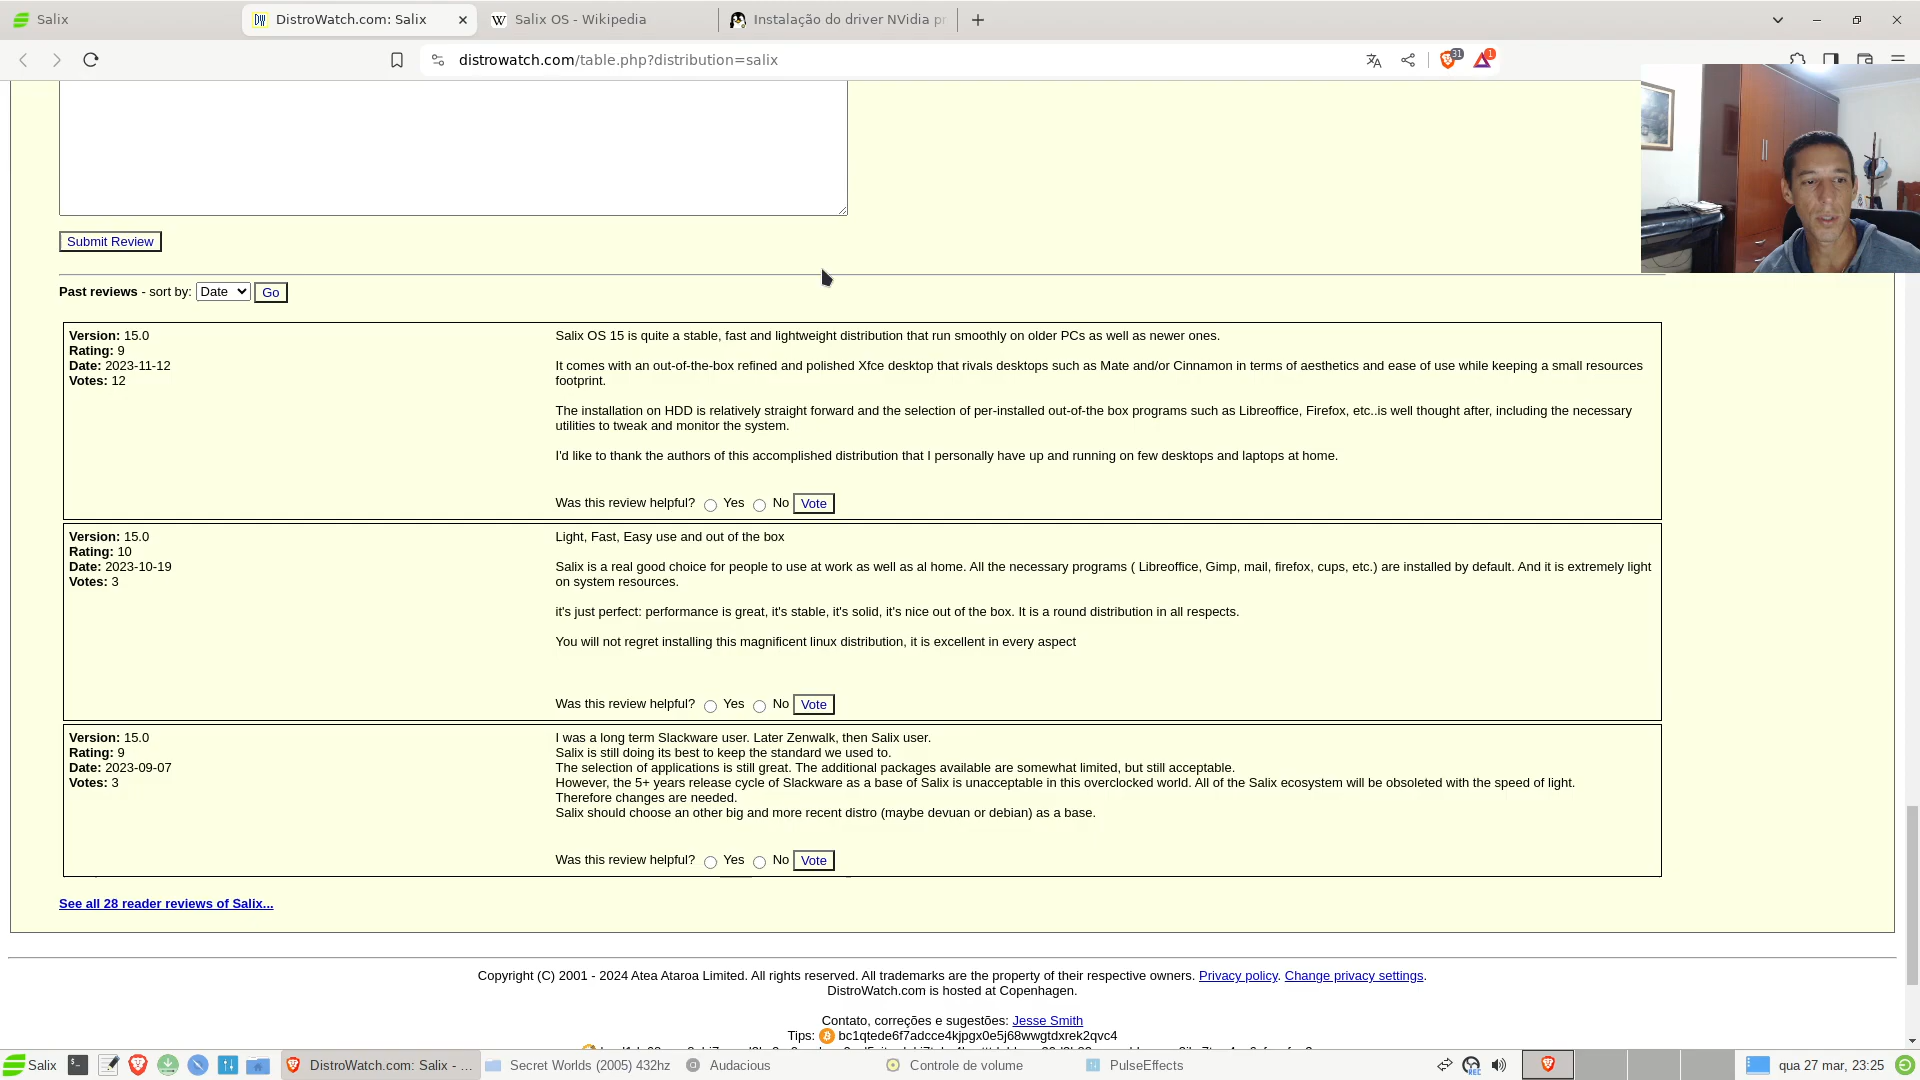 Salix
DistroWatch.com: Salix
Salix OS - Wikipedia
Instalação do driver NVidia pr
distrowatch.com/table.php?distribution=salix
31
1
Submit Review
Past reviews - sort by: Date Go
Version: 15.0
Rating: 9
Date: 2023-11-12
Votes: 12
Salix OS 15 is quite a stable, fast and lightweight distribution that run smoothly on older PCs as well as newer ones.
It comes with an out-of-the-box refined and polished Xfce desktop that rivals desktops such as Mate and/or Cinnamon in terms of aesthetics and ease of use while keeping a small resources
footprint.
The installation on HDD is relatively straight forward and the selection of per-installed out-of-the box programs such as Libreoffice, Firefox, etc..is well thought after, including the necessary
utilities to tweak and monitor the system.
I'd like to thank the authors of this accomplished distribution that I personally have up and running on few desktops and laptops at home.
Was this review helpful? Yes No Vote
Version: 15.0
Rating: 10
Date: 2023-10-19
Votes: 3
Light, Fast, Easy use and out of the box
Salix is a real good choice for people to use at work as well as al home. All the necessary programs ( Libreoffice, Gimp, mail, firefox, cups, etc.) are installed by default. And it is extremely light
on system resources.
it's just perfect: performance is great, it's stable, it's solid, it's nice out of the box. It is a round distribution in all respects.
You will not regret installing this magnificent linux distribution, it is excellent in every aspect
Was this review helpful? Yes No Vote
Version: 15.0
Rating: 9
Date: 2023-09-07
Votes: 3
I was a long term Slackware user. Later Zenwalk, then Salix user.
Salix is still doing its best to keep the standard we used to.
The selection of applications is still great. The additional packages available are somewhat limited, but still acceptable.
However, the 5+ years release cycle of Slackware as a base of Salix is unacceptable in this overclocked world. All of the Salix ecosystem will be obsoleted with the speed of light.
Therefore changes are needed.
Salix should choose an other big and more recent distro (maybe devuan or debian) as a base.
Was this review helpful? Yes No Vote
See all 28 reader reviews of Salix...
Copyright (C) 2001 - 2024 Atea Ataroa Limited. All rights reserved. All trademarks are the property of their respective owners. Privacy policy. Change privacy settings.
DistroWatch.com is hosted at Copenhagen.
Contato, correções e sugestões: Jesse Smith
Tips: bc1qtede6f7adcce4kjpgx0e5j68wwgtdxrek2qvc4
Salix
DistroWatch.com: Salix - ...
Secret Worlds (2005) 432hz
Audacious
Controle de volume
PulseEffects
REC
qua 27 mar, 23:25